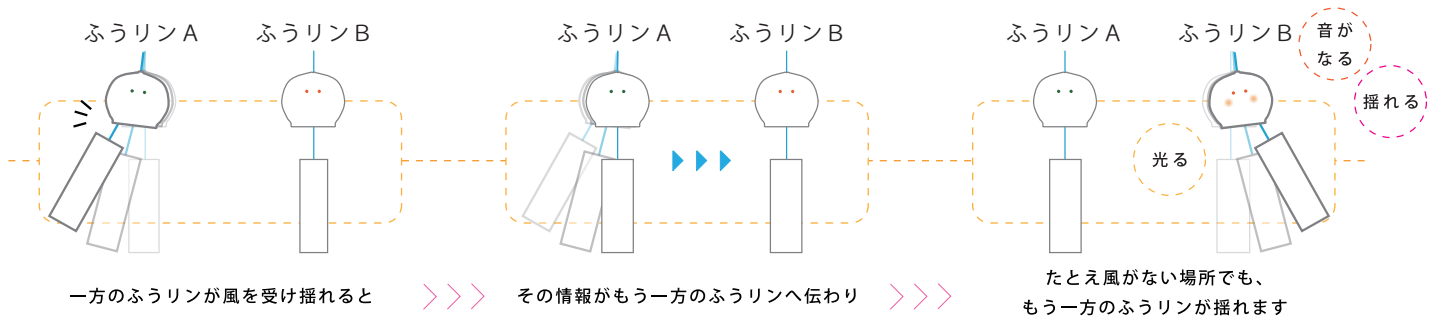 ふうリンA
ふうリンB
一方のふうリンが風を受け揺れると
ふうリンA
ふうリンB
その情報がもう一方のふうリンへ伝わり
ふうリンA
ふうリンB
音が
なる
揺れる
光る
たとえ風がない場所でも、
もう一方のふうリンが揺れます